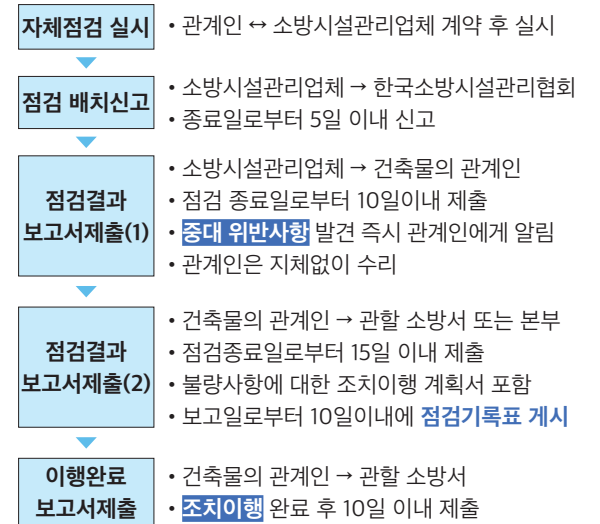 자체점검 실시
• 관계인 ↔ 소방시설관리업체 계약 후 실시
점검 배치신고
• 소방시설관리업체 → 한국소방시설관리협회
• 종료일로부터 5일 이내 신고
점검결과
보고서제출(1)
• 소방시설관리업체 → 건축물의 관계인
• 점검 종료일로부터 10일이내 제출
• 중대 위반사항 발견 즉시 관계인에게 알림
• 관계인은 지체없이 수리
점검결과
보고서제출(2)
• 건축물의 관계인 → 관할 소방서 또는 본부
• 점검종료일로부터 15일 이내 제출
• 불량사항에 대한 조치이행 계획서 포함
• 보고일로부터 10일이내에 점검기록표 게시
이행완료
보고서제출
• 건축물의 관계인 → 관할 소방서
• 조치이행 완료 후 10일 이내 제출